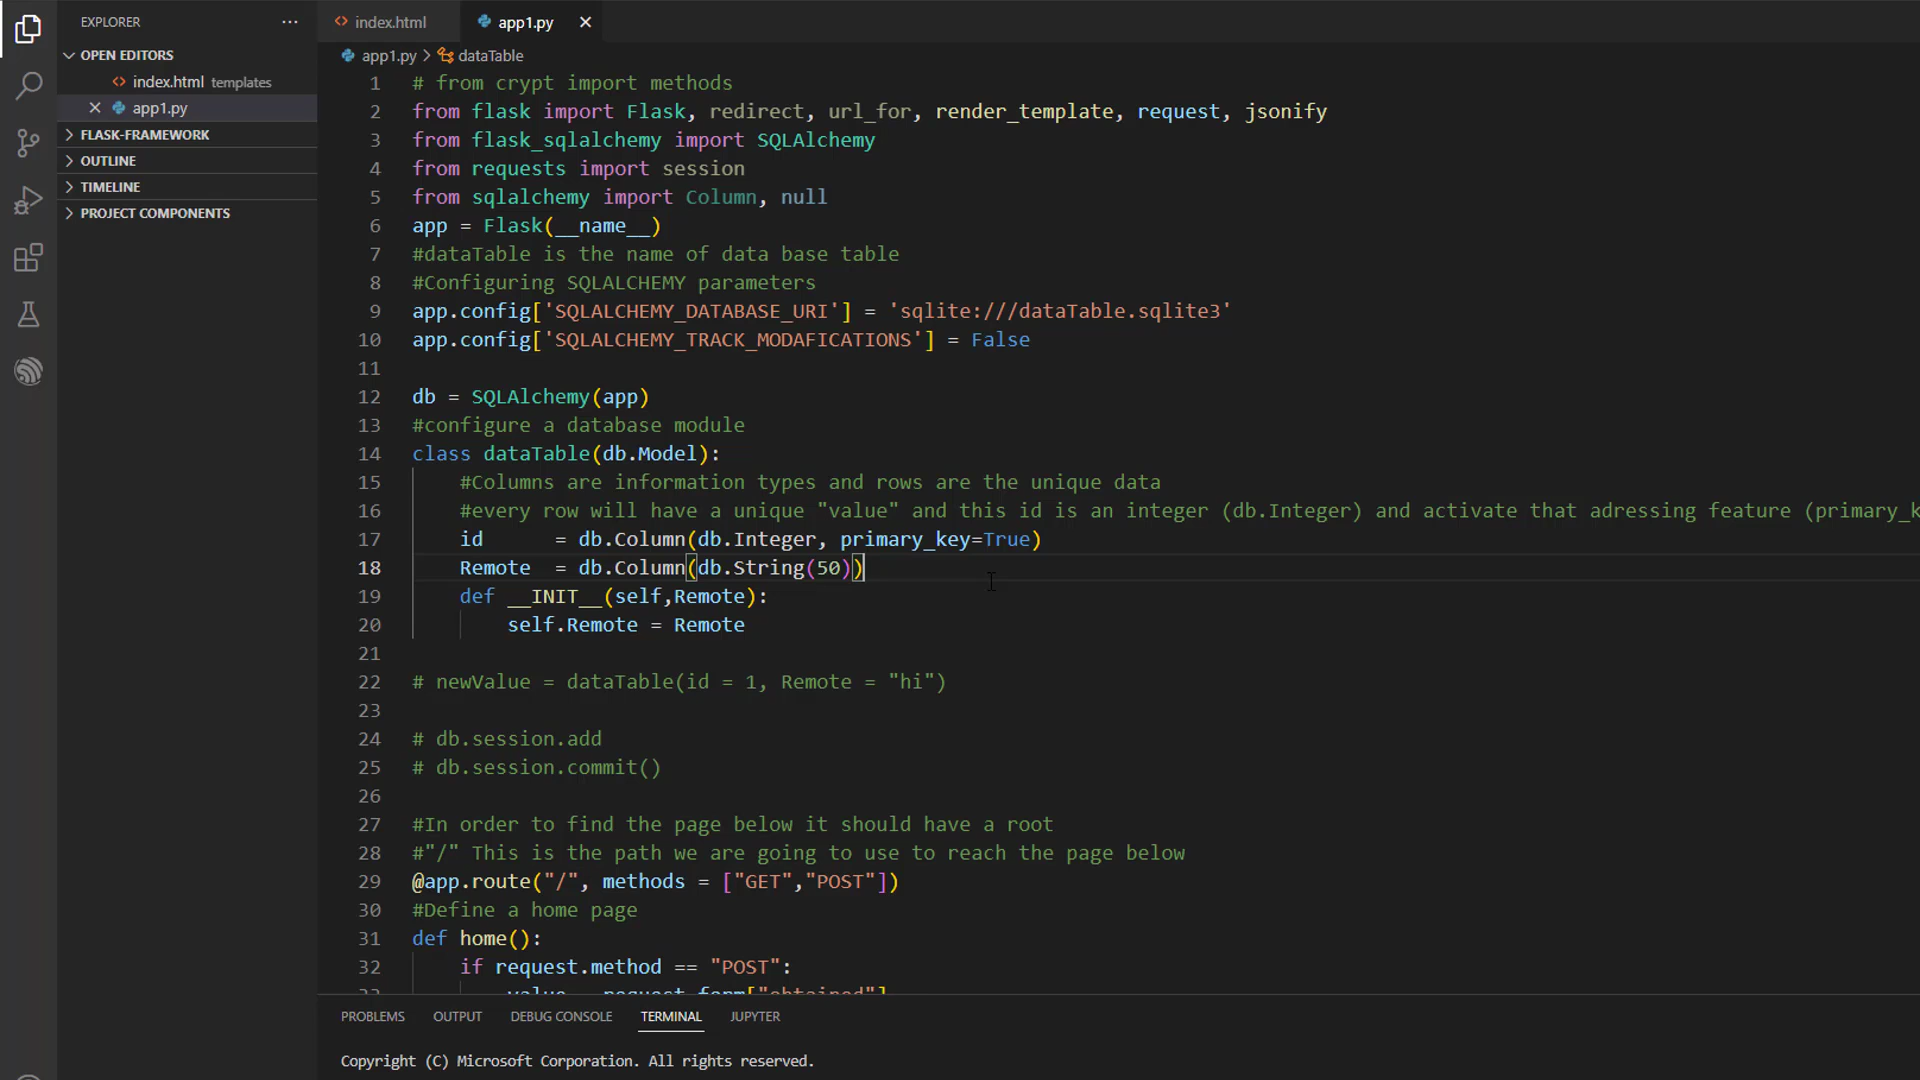 EXPLORER
OPEN EDITORS
index.html templates
app1.py
FLASK-FRAMEWORK
OUTLINE
TIMELINE
PROJECT COMPONENTS
index.html
app1.py
app1.py > dataTable
1 # from crypt import methods
2 from flask import Flask, redirect, url_for, render_template, request, jsonify
3 from flask_sqlalchemy import SQLAlchemy
4 from requests import session
5 from sqlalchemy import Column, null
6 app = Flask(__name__)
7 #dataTable is the name of data base table
8 #Configuring SQLALCHEMY parameters
9 app.config['SQLALCHEMY_DATABASE_URI'] = 'sqlite:///dataTable.sqlite3'
10 app.config['SQLALCHEMY_TRACK_MODAFICATIONS'] = False
11
12 db = SQLAlchemy(app)
13 #configure a database module
14 class dataTable(db.Model):
15 #Columns are information types and rows are the unique data
16 #every row will have a unique "value" and this id is an integer (db.Integer) and activate that adressing feature (primary_k
17 id = db.Column(db.Integer, primary_key=True)
18 Remote = db.Column(db.String(50))
19 def __INIT__(self,Remote):
20 self.Remote = Remote
21
22 # newValue = dataTable(id = 1, Remote = "hi")
23
24 # db.session.add
25 # db.session.commit()
26
27 #In order to find the page below it should have a root
28 #"/" This is the path we are going to use to reach the page below
29 @app.route("/", methods = ["GET","POST"])
30 #Define a home page
31 def home():
32 if request.method == "POST":
33 value = request.form["obtained"]
PROBLEMS OUTPUT DEBUG CONSOLE TERMINAL JUPYTER
Copyright (C) Microsoft Corporation. All rights reserved.